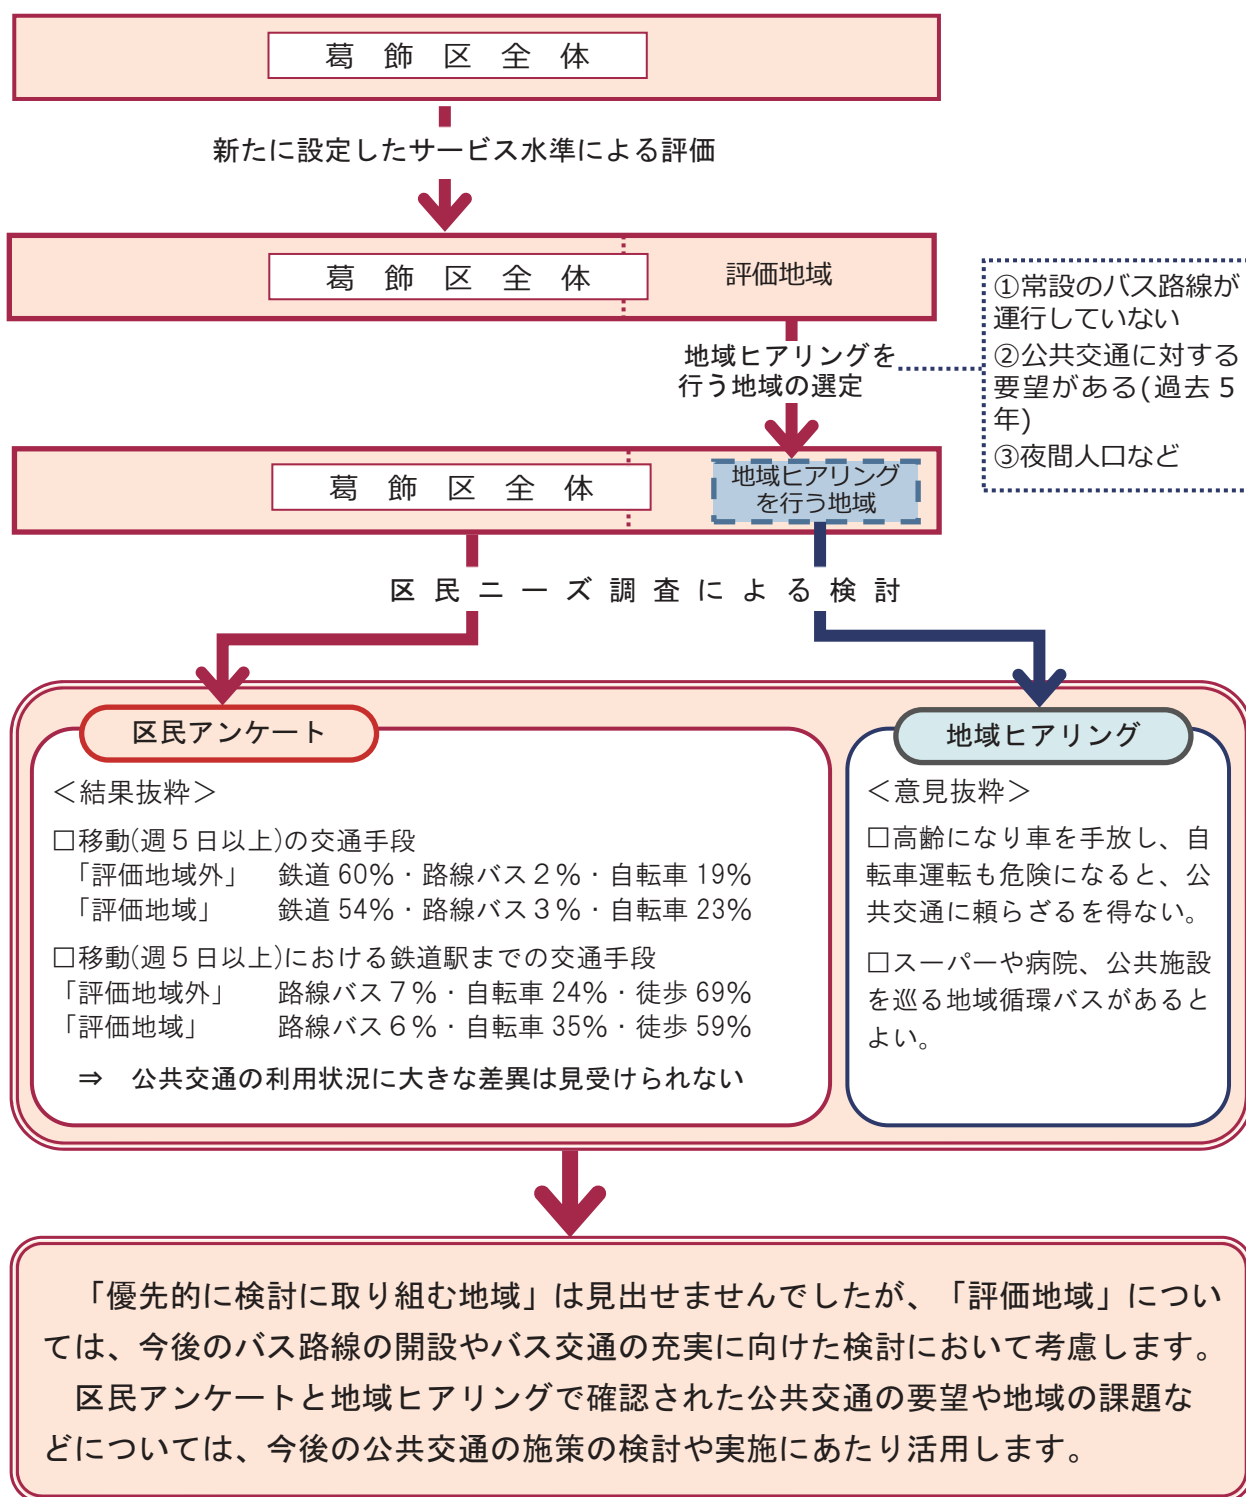 葛飾区全体
新たに設定したサービス水準による評価
葛飾区全体
評価地域
地域ヒアリングを
行う地域の選定
①常設のバス路線が
運行していない
②公共交通に対する
要望がある(過去５
年)
③夜間人口など
葛飾区全体
地域ヒアリング
を行う地域
区民ニーズ調査による検討
区民アンケート
＜結果抜粋＞
□移動(週５日以上)の交通手段
「評価地域外」 鉄道 60%・路線バス２%・自転車 19%
「評価地域」 鉄道 54%・路線バス３%・自転車 23%
□移動(週５日以上)における鉄道駅までの交通手段
「評価地域外」 路線バス７%・自転車 24%・徒歩 69%
「評価地域」 路線バス６%・自転車 35%・徒歩 59%
⇒ 公共交通の利用状況に大きな差異は見受けられない
地域ヒアリング
＜意見抜粋＞
□高齢になり車を手放し、自
転車運転も危険になると、公
共交通に頼らざるを得ない。
□スーパーや病院、公共施設
を巡る地域循環バスがあると
よい。
「優先的に検討に取り組む地域」は見出せませんでしたが、「評価地域」につい
ては、今後のバス路線の開設やバス交通の充実に向けた検討において考慮します。
区民アンケートと地域ヒアリングで確認された公共交通の要望や地域の課題な
どについては、今後の公共交通の施策の検討や実施にあたり活用します。